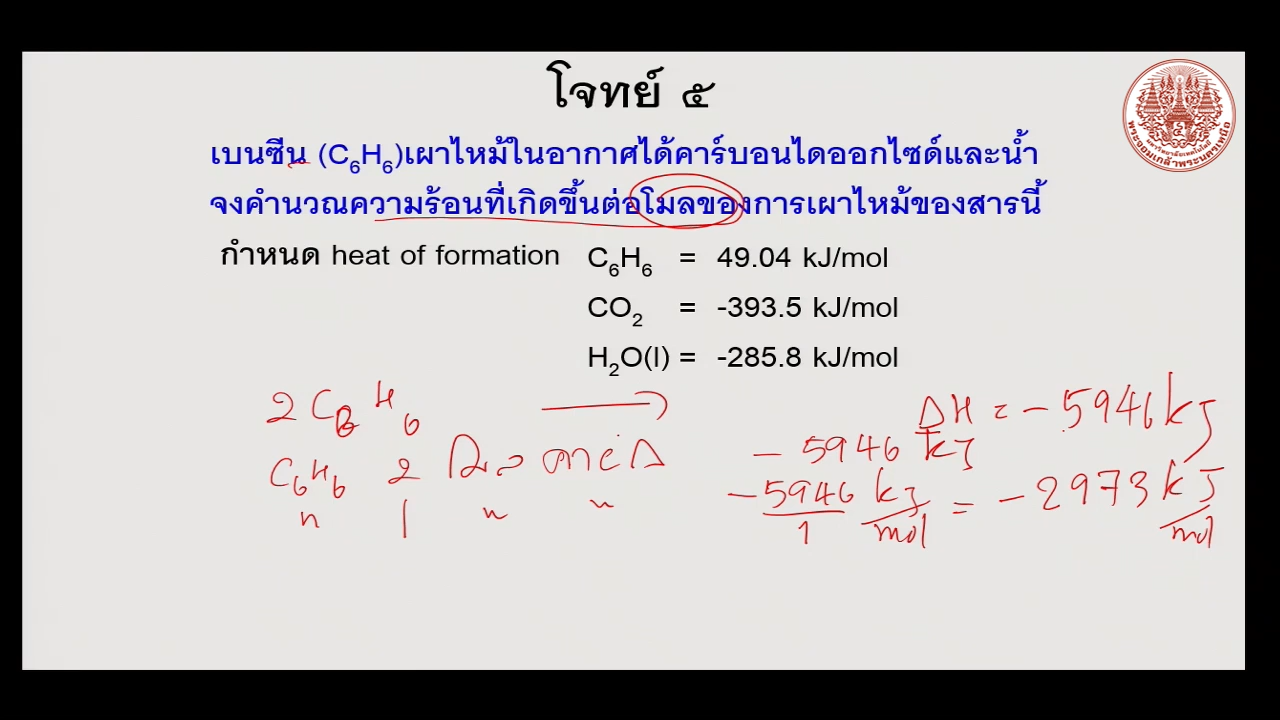 โจทย์ ๕
เบนซีน (C6H6)เผาไหม้ในอากาศได้คาร์บอนไดออกไซด์และน้ำ
จงคำนวณความร้อนที่เกิดขึ้นต่อโมลของการเผาไหม้ของสารนี้
กำหนด heat of formation C6H6 = 49.04 kJ/mol
CO2 = -393.5 kJ/mol
H2O(l) = -285.8 kJ/mol
2 C6 H6 → ΔH = -5946 kJ
C6H6 2 -5946 kJ
1 -5946/1 kJ/mol = -2973 kJ/mol